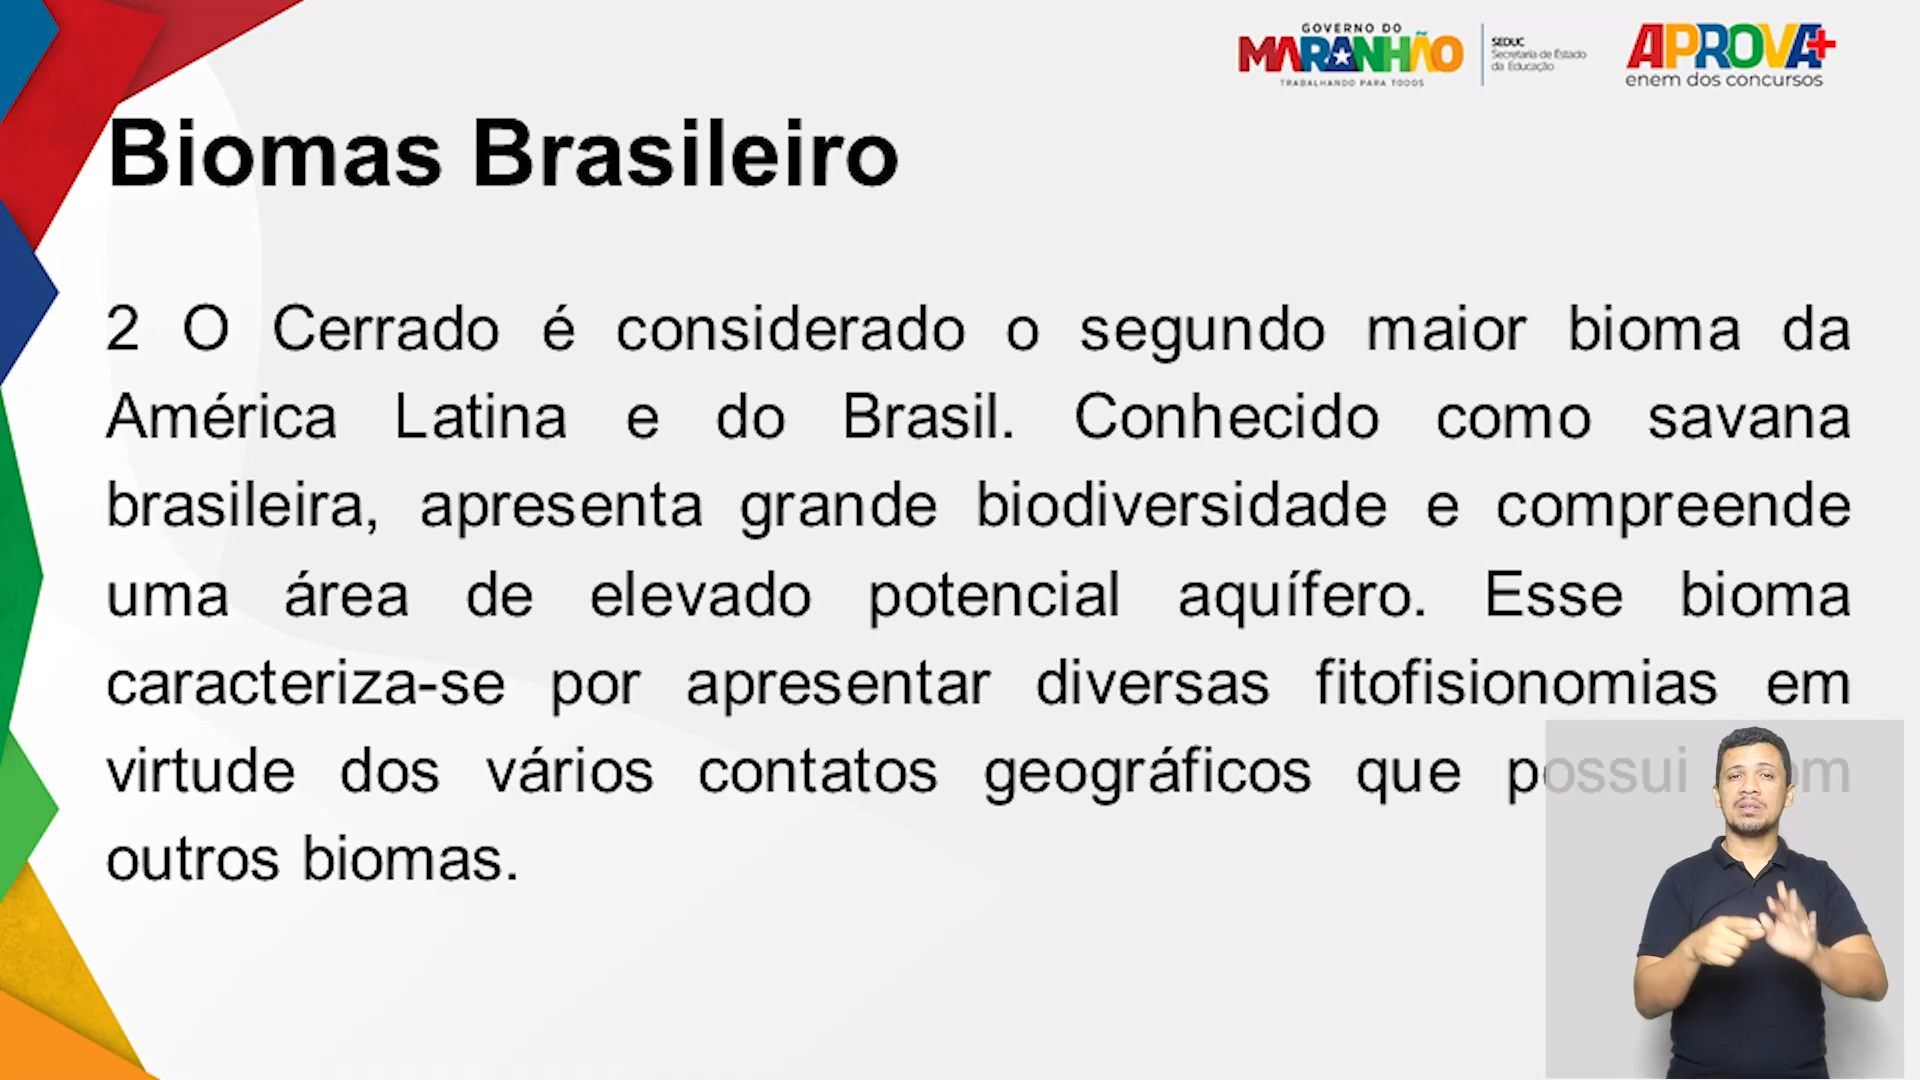 GOVERNO DO
MARANHÃO
TRABALHANDO PARA TODOS
SEDUC
Secretaria de Estado
da Educação
APROVA+
enem dos concursos
Biomas Brasileiro
2 O Cerrado é considerado o segundo maior bioma da
América Latina e do Brasil. Conhecido como savana
brasileira, apresenta grande biodiversidade e compreende
uma área de elevado potencial aquífero. Esse bioma
caracteriza-se por apresentar diversas fitofisionomias em
virtude dos vários contatos geográficos que possui com
outros biomas.